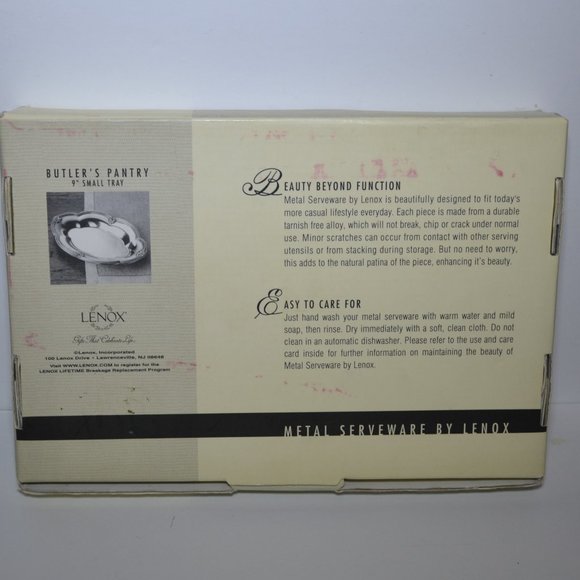 BUTLER'S PANTRY
9" SMALL TRAY
LENOX®
Gifts That Celebrate Life
©Lenox, Incorporated
100 Lenox Drive • Lawrenceville, NJ 08648
Visit WWW.LENOX.COM to register for the
LENOX LIFETIME Breakage Replacement Program
BEAUTY BEYOND FUNCTION
Metal Serveware by Lenox is beautifully designed to fit today's
more casual lifestyle everyday. Each piece is made from a durable
tarnish free alloy, which will not break, chip or crack under normal
use. Minor scratches can occur from contact with other serving
utensils or from stacking during storage. But no need to worry,
this adds to the natural patina of the piece, enhancing it's beauty.
EASY TO CARE FOR
Just hand wash your metal serveware with warm water and mild
soap, then rinse. Dry immediately with a soft, clean cloth. Do not
clean in an automatic dishwasher. Please refer to the use and care
card inside for further information on maintaining the beauty of
Metal Serveware by Lenox.
METAL SERVEWARE BY LENOX